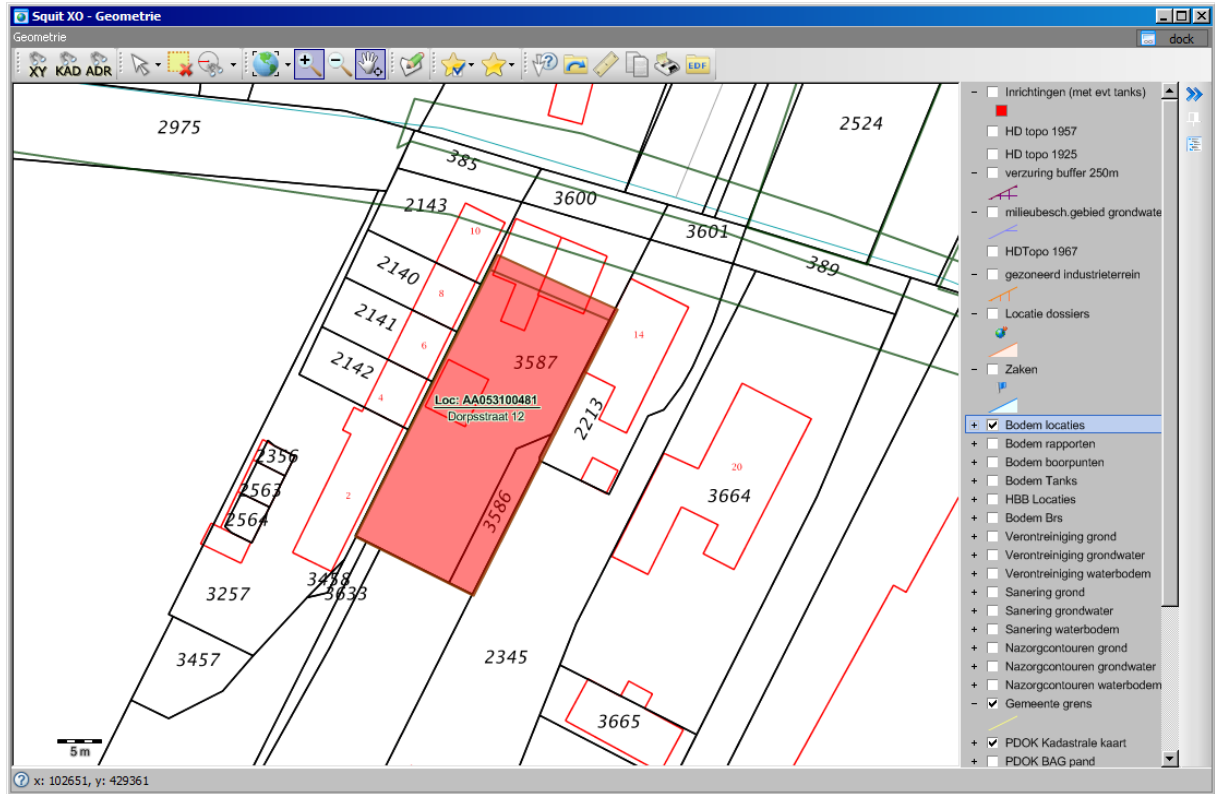 Squit XO - Geometrie
Geometrie
dock
XY KAD ADR
EDF
2975
385
2143
10
3600
3601
389
2524
2140
8
2141
6
2142
4
14
3587
Loc: AA053100481
Dorpsstraat 12
2213
2356
2563
2564
2
3586
20
3664
3257
3458
3633
3457
2345
3665
5 m
Inrichtingen (met evt tanks)
HD topo 1957
HD topo 1925
verzuring buffer 250m
milieubesch.gebied grondwate
HDTopo 1967
gezoneerd industrieterrein
Locatie dossiers
Zaken
Bodem locaties
Bodem rapporten
Bodem boorpunten
Bodem Tanks
HBB Locaties
Bodem Brs
Verontreiniging grond
Verontreiniging grondwater
Verontreiniging waterbodem
Sanering grond
Sanering grondwater
Sanering waterbodem
Nazorgcontouren grond
Nazorgcontouren grondwater
Nazorgcontouren waterbodem
Gemeente grens
PDOK Kadastrale kaart
PDOK BAG pand
x: 102651, y: 429361